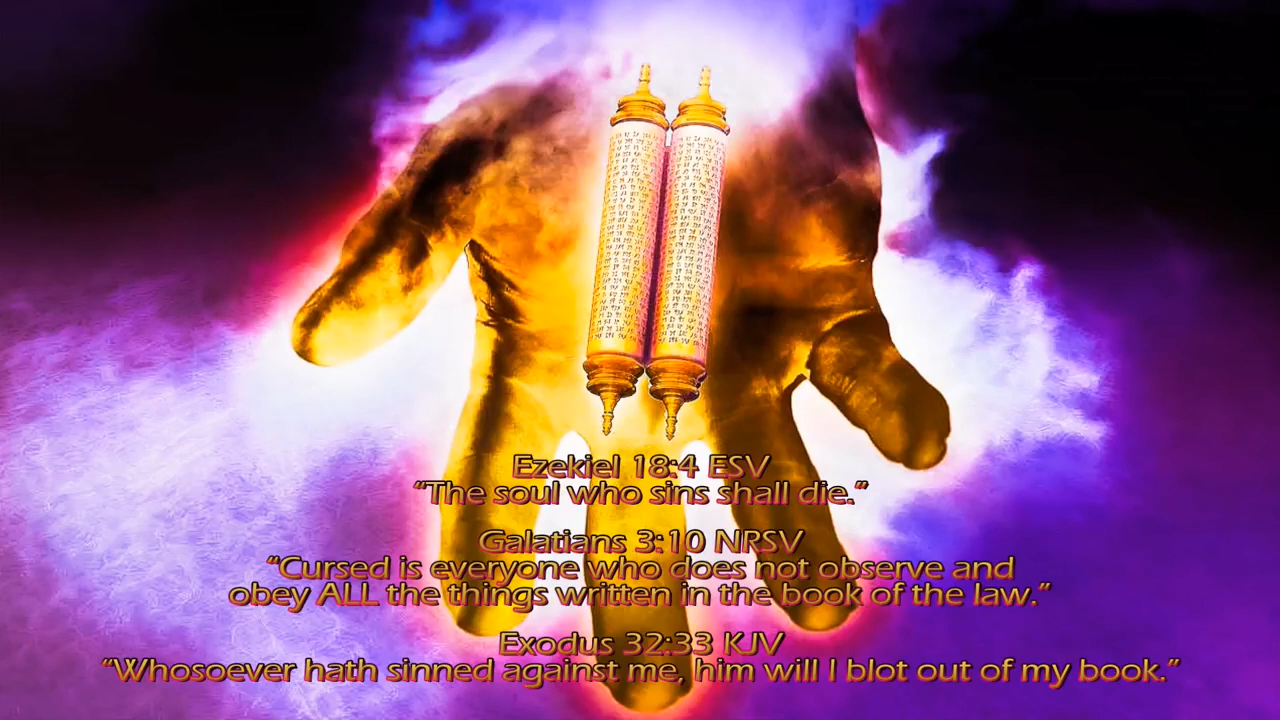 Ezekiel 18:4 ESV
“The soul who sins shall die.”
Galatians 3:10 NRSV
“Cursed is everyone who does not observe and
obey ALL the things written in the book of the law.”
Exodus 32:33 KJV
“Whosoever hath sinned against me, him will I blot out of my book.”